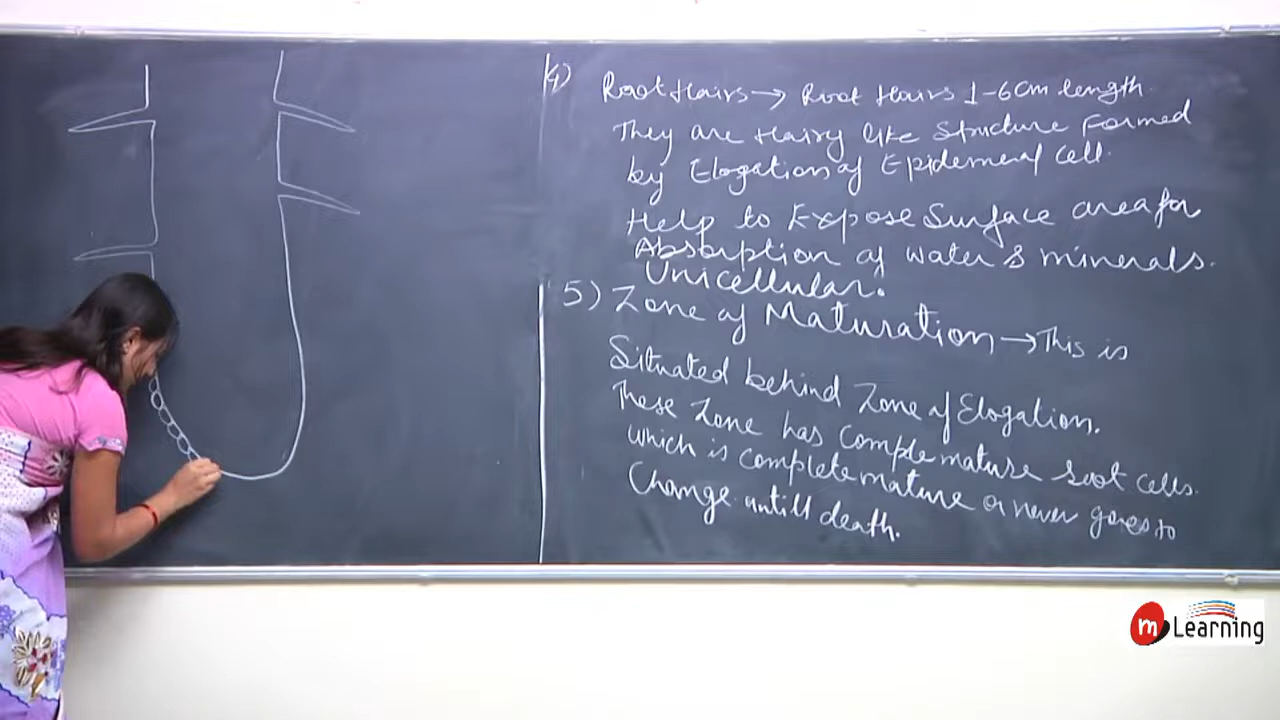 4) Root Hairs → Root Hairs 1-6cm length.
They are Hairy like Structure Formed
by Elogation of Epidermal cell.
Help to Expose Surface area for
Absorption of water & minerals.
Unicellular.
5) Zone of Maturation → This is
Situated behind Zone of Elogation.
These Zone has comple mature root cells.
which is complete mature or never goes to
Change untill death.
m Learning